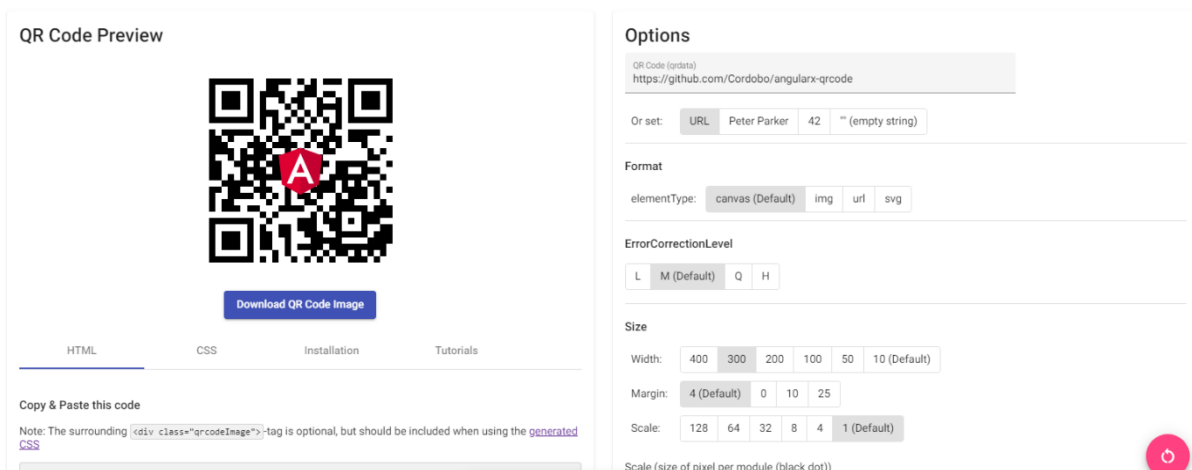 QR Code Preview
A
Download QR Code Image
HTML CSS Installation Tutorials
Copy & Paste this code
Note: The surrounding <div class="qrcodeImage">-tag is optional, but should be included when using the generated
CSS
Options
QR Code (qrdata)
https://github.com/Cordobo/angularx-qrcode
Or set: URL Peter Parker 42 "" (empty string)
Format
elementType: canvas (Default) img url svg
ErrorCorrectionLevel
L M (Default) Q H
Size
Width: 400 300 200 100 50 10 (Default)
Margin: 4 (Default) 0 10 25
Scale: 128 64 32 8 4 1 (Default)
Scale (size of pixel per module (black dot))